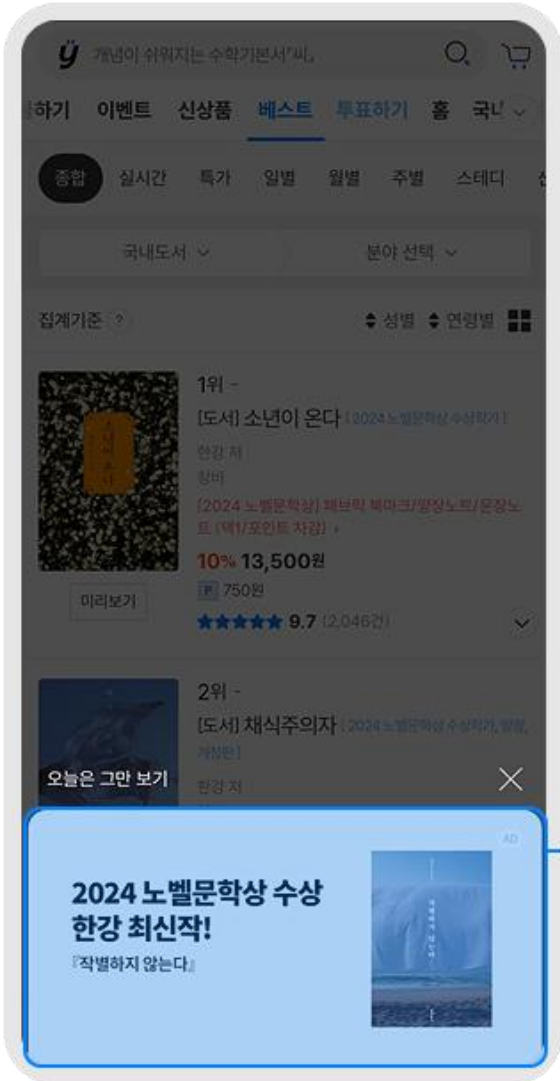 개념이 쉬워지는 수학기본서『씨』
하기 이벤트 신상품 베스트 투표하기 홈 국내
종합 실시간 특가 일별 월별 주별 스테디
국내도서 분야 선택
집계기준 ? 성별 연령별
1위 -
[도서] 소년이 온다 [ 2024 노벨문학상 수상작가 ]
한강 저
창비
[2024 노벨문학상] 패브릭 북마크/양장노트/문장노
트 (택1/포인트 차감)
10% 13,500원
P 750원
미리보기
9.7 (2,046건)
2위 -
[도서] 채식주의자 [ 2024 노벨문학상 수상작가, 양장,
개정판 ]
오늘은 그만 보기
한강 저
AD
2024 노벨문학상 수상
한강 최신작!
『작별하지 않는다』
작별하지 않는다